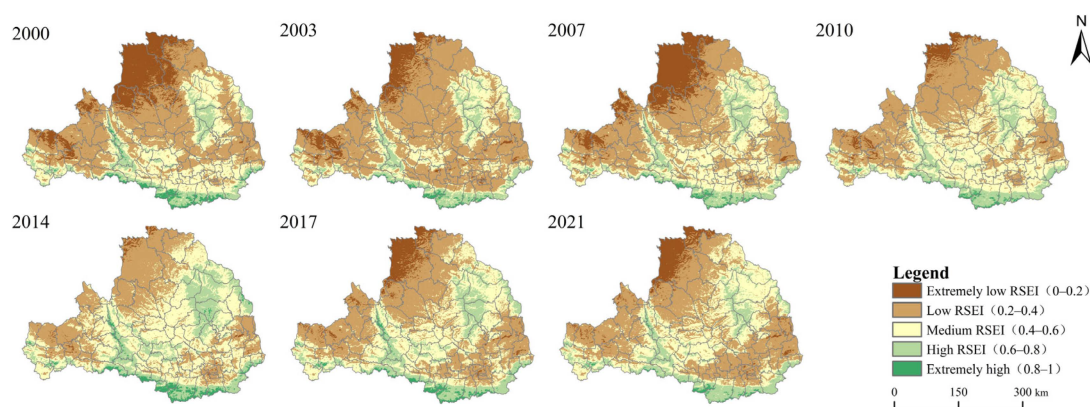 2000
2003
2007
2010
N
2014
2017
2021
Legend
Extremely low RSEI（0–0.2）
Low RSEI（0.2–0.4）
Medium RSEI（0.4–0.6）
High RSEI（0.6–0.8）
Extremely high（0.8–1）
0 150 300 km